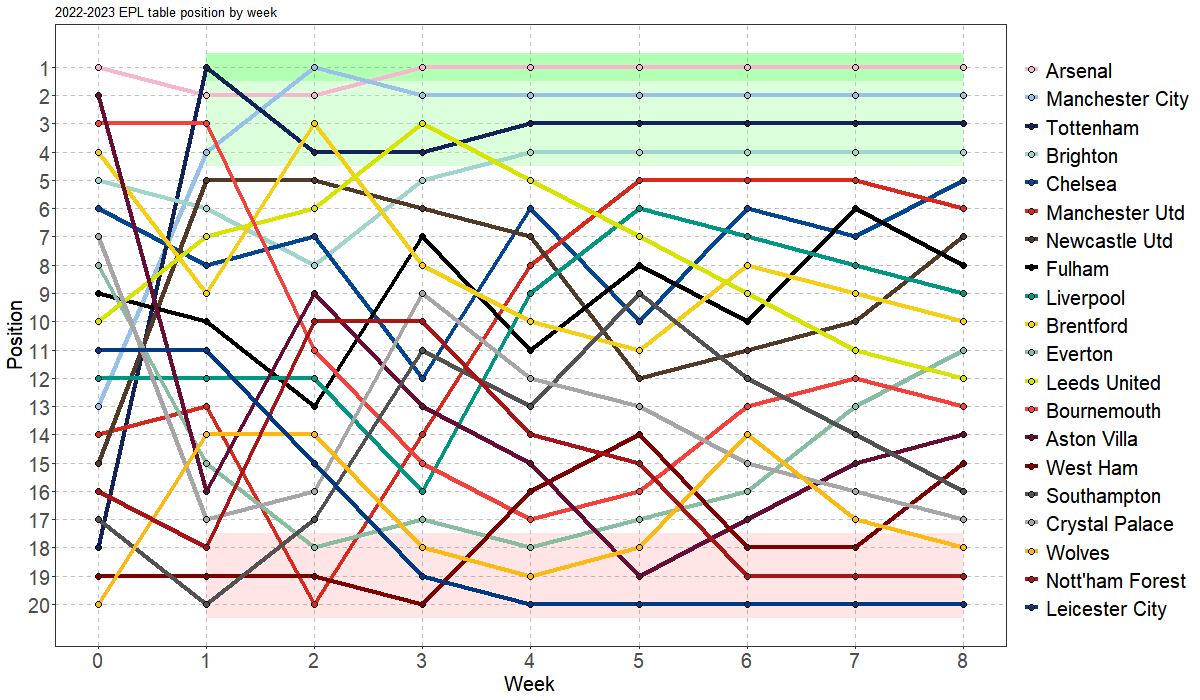 2022-2023 EPL table position by week
Position
1
2
3
4
5
6
7
8
9
10
11
12
13
14
15
16
17
18
19
20
0 1 2 3 4 5 6 7 8
Week
Arsenal
Manchester City
Tottenham
Brighton
Chelsea
Manchester Utd
Newcastle Utd
Fulham
Liverpool
Brentford
Everton
Leeds United
Bournemouth
Aston Villa
West Ham
Southampton
Crystal Palace
Wolves
Nott'ham Forest
Leicester City